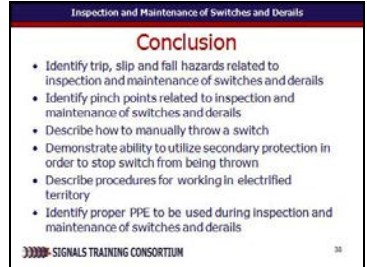 Inspection and Maintenance of Switches and Derails
Conclusion
• Identify trip, slip and fall hazards related to
inspection and maintenance of switches and derails
• Identify pinch points related to inspection and
maintenance of switches and derails
• Describe how to manually throw a switch
• Demonstrate ability to utilize secondary protection in
order to stop switch from being thrown
• Describe procedures for working in electrified
territory
• Identify proper PPE to be used during inspection and
maintenance of switches and derails
SIGNALS TRAINING CONSORTIUM